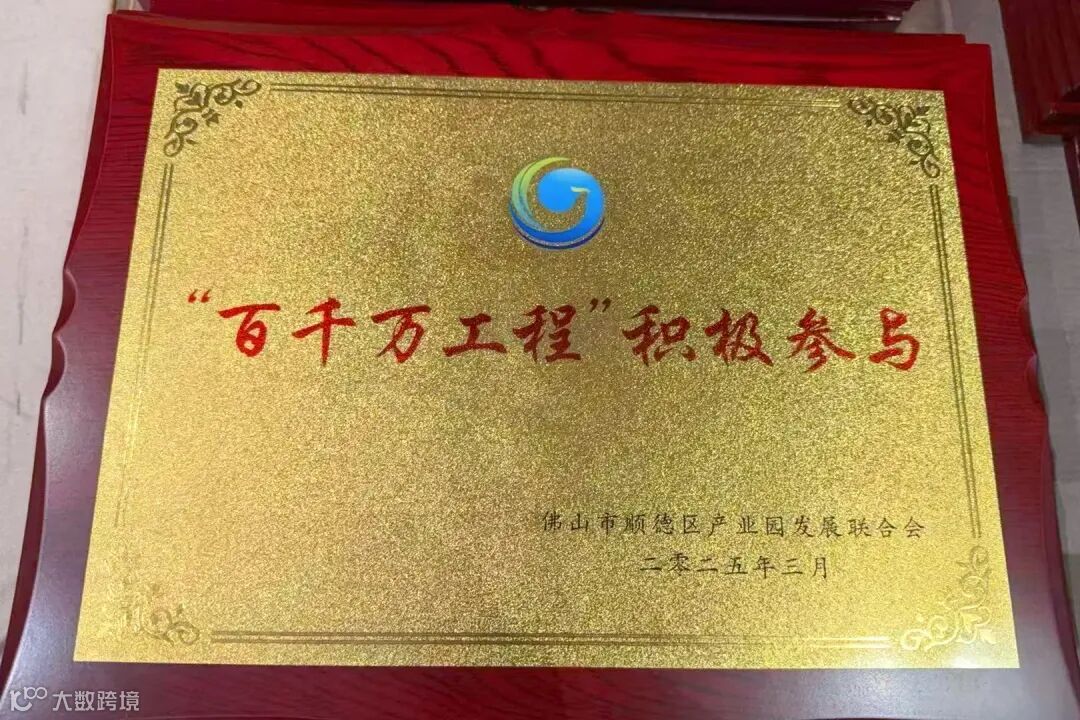 “百千万工程”积极参与
佛山市顺德区产业园发展联合会
二零二五年三月
大数跨境